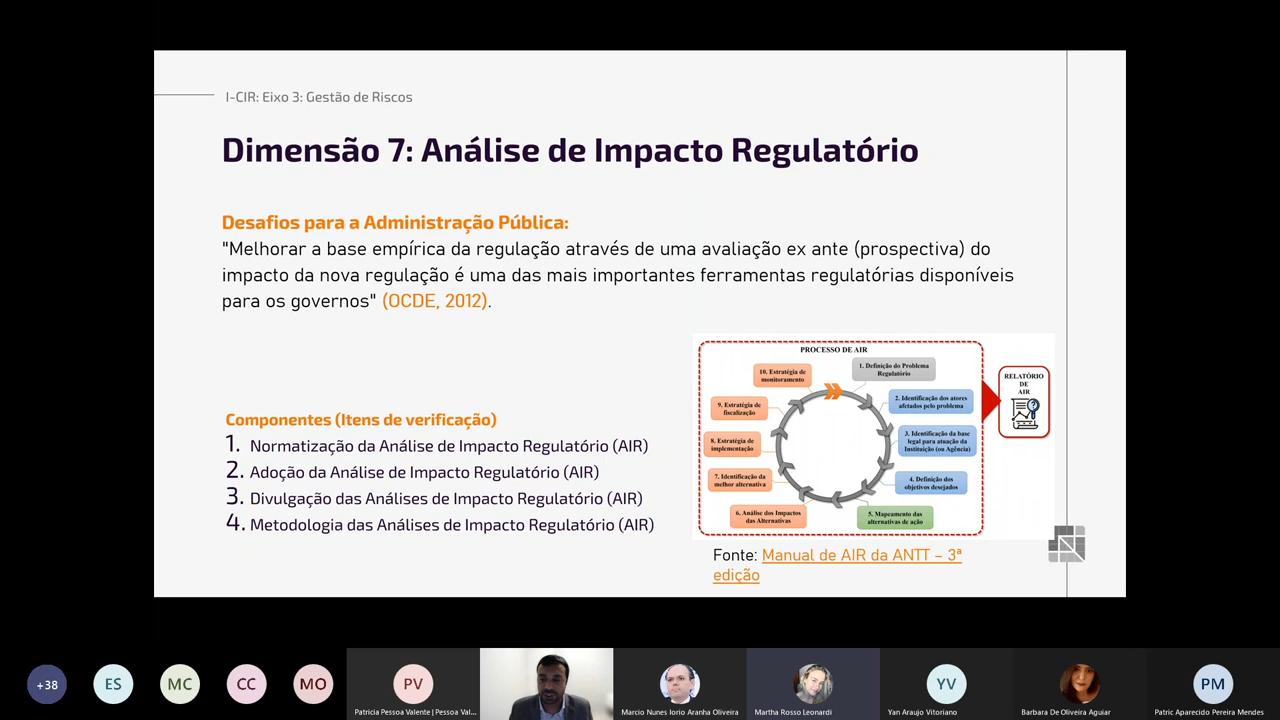 I-CIR: Eixo 3: Gestão de Riscos
Dimensão 7: Análise de Impacto Regulatório
Desafios para a Administração Pública:
"Melhorar a base empírica da regulação através de uma avaliação ex ante (prospectiva) do
impacto da nova regulação é uma das mais importantes ferramentas regulatórias disponíveis
para os governos" (OCDE, 2012).
Componentes (Itens de verificação)
1. Normatização da Análise de Impacto Regulatório (AIR)
2. Adoção da Análise de Impacto Regulatório (AIR)
3. Divulgação das Análises de Impacto Regulatório (AIR)
4. Metodologia das Análises de Impacto Regulatório (AIR)
PROCESSO DE AIR
1. Definição do Problema
Regulatório
2. Identificação dos atores
afetados pelo problema
3. Identificação da base
legal para atuação da
Instituição (ou Agência)
4. Definição dos
objetivos desejados
5. Mapeamento das
alternativas de ação
6. Análise dos Impactos
das Alternativas
7. Identificação da
melhor alternativa
8. Estratégia de
implementação
9. Estratégia de
fiscalização
10. Estratégia de
monitoramento
RELATÓRIO
DE
AIR
Fonte: Manual de AIR da ANTT – 3ª
edição
+38
ES
MC
CC
MO
PV
Patricia Pessoa Valente | Pessoa Val...
Marcio Nunes Iorio Aranha Oliveira
Martha Rosso Leonardi
YV
Yan Araujo Vitoriano
Barbara De Oliveira Aguiar
PM
Patric Aparecido Pereira Mendes